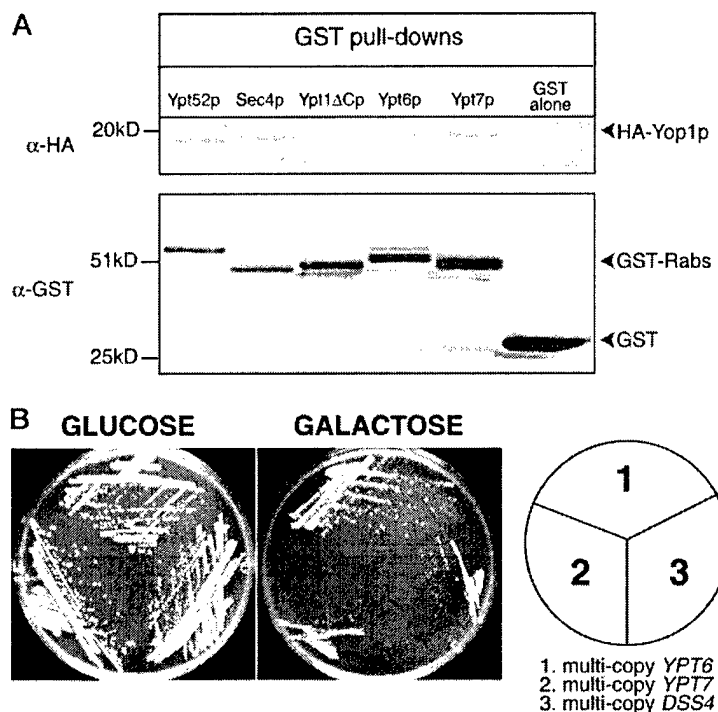 A
GST pull-downs
Ypt52p Sec4p Ypt1ΔCp Ypt6p Ypt7p GST alone
α-HA 20kD HA-Yop1p
51kD GST-Rabs
α-GST
GST
25kD
B
GLUCOSE GALACTOSE
1
2 3
1. multi-copy YPT6
2. multi-copy YPT7
3. multi-copy DSS4